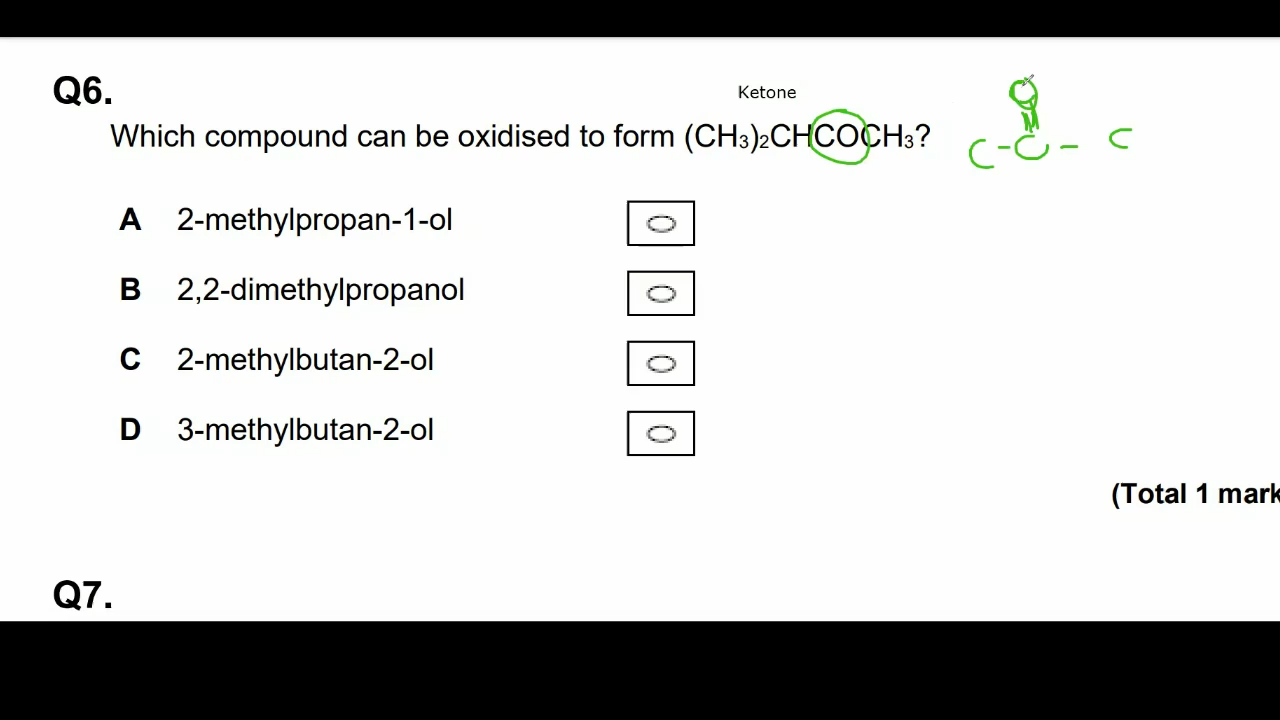 Q6.
Ketone
Which compound can be oxidised to form (CH₃)₂CHCOCH₃?
O
C - C - C
A 2-methylpropan-1-ol
B 2,2-dimethylpropanol
C 2-methylbutan-2-ol
D 3-methylbutan-2-ol
(Total 1 mark
Q7.